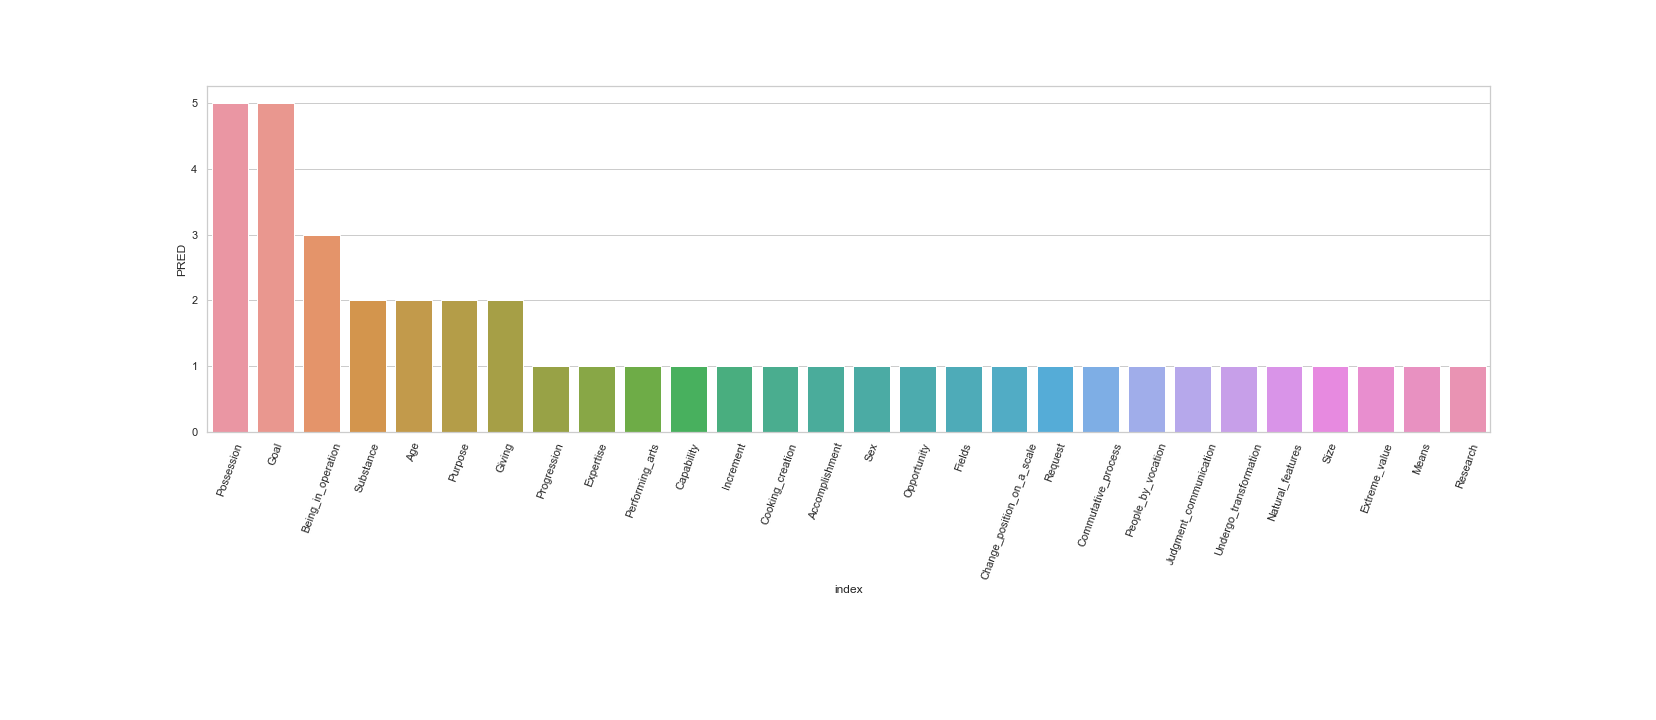 5
4
3
2
1
0
PRED
Possession
Goal
Being_in_operation
Substance
Age
Purpose
Giving
Progression
Expertise
Performing_arts
Capability
Increment
Cooking_creation
Accomplishment
Sex
Opportunity
Fields
Change_position_on_a_scale
Request
Commutative_process
People_by_vocation
Judgment_communication
Undergo_transformation
Natural_features
Size
Extreme_value
Means
Research
index